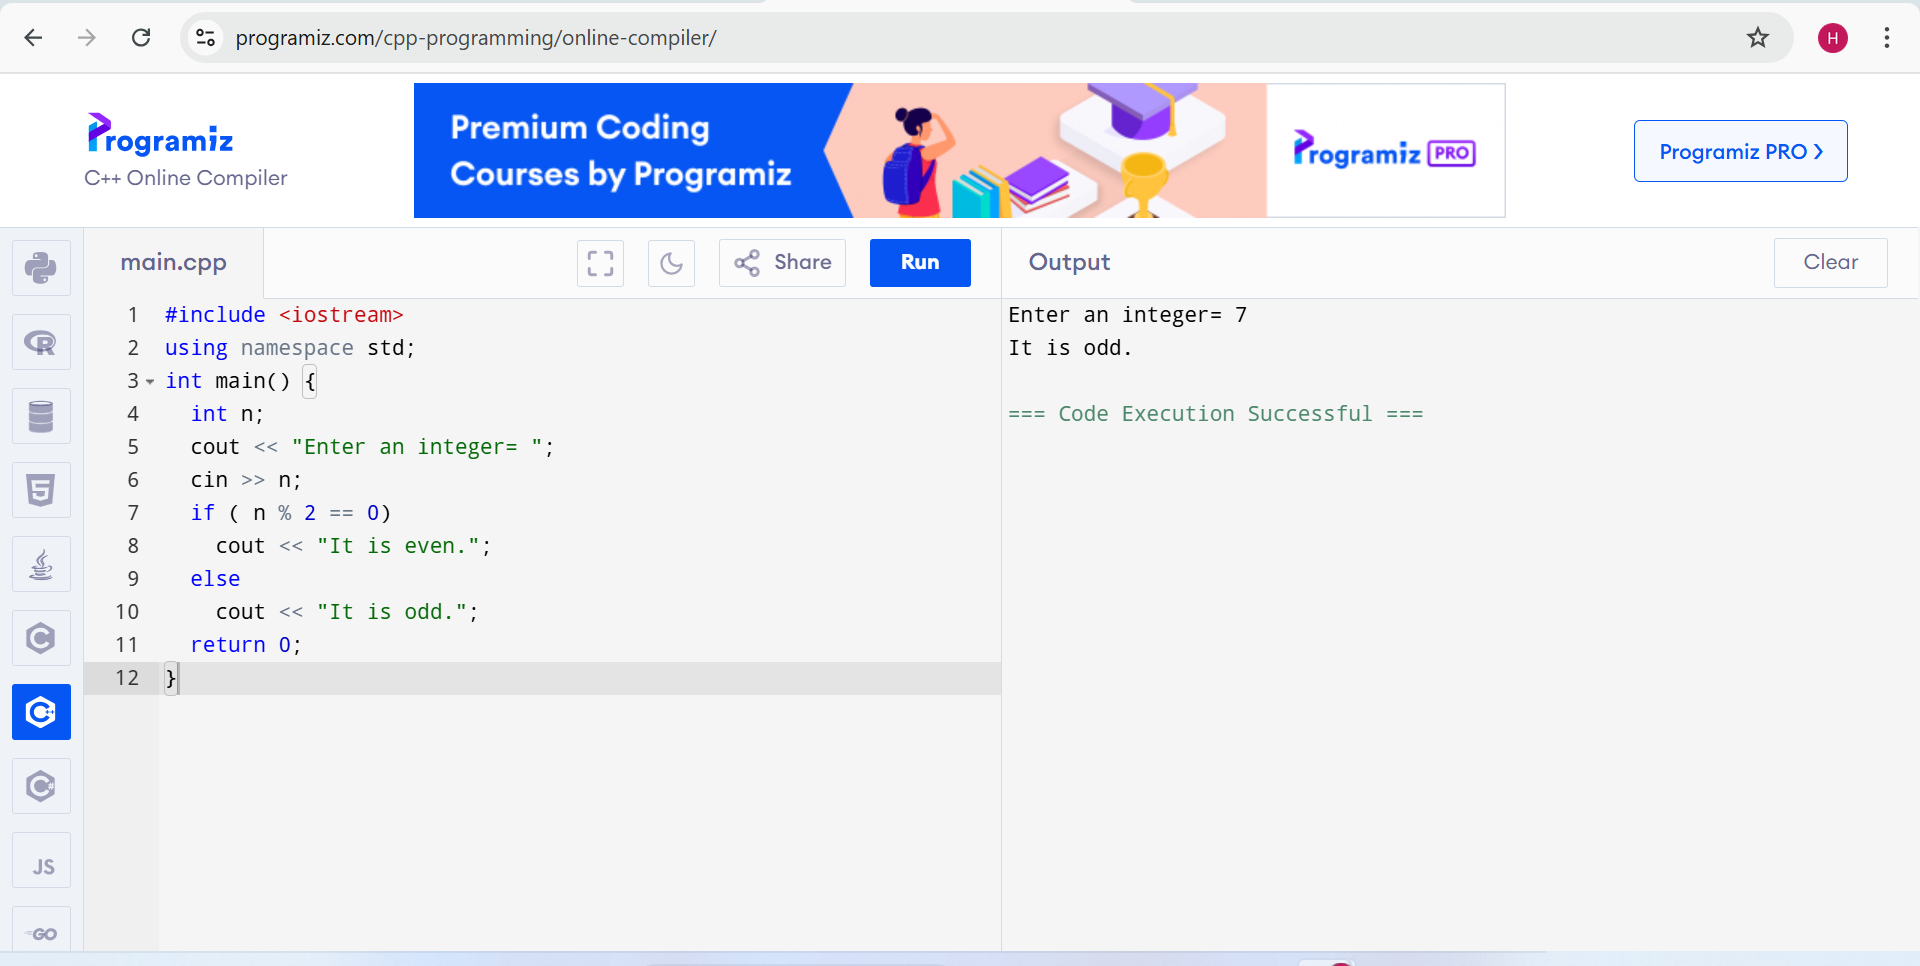 programiz.com/cpp-programming/online-compiler/
H
Programiz
C++ Online Compiler
Premium Coding
Courses by Programiz
Programiz PRO
Programiz PRO ❯
main.cpp
Share
Run
Output
Clear
1 #include <iostream>
2 using namespace std;
3 int main() {
4   int n;
5   cout << "Enter an integer= ";
6   cin >> n;
7   if ( n % 2 == 0)
8     cout << "It is even.";
9   else
10     cout << "It is odd.";
11   return 0;
12 }
Enter an integer= 7
It is odd.
=== Code Execution Successful ===
R
5
C
C++
C#
JS
GO